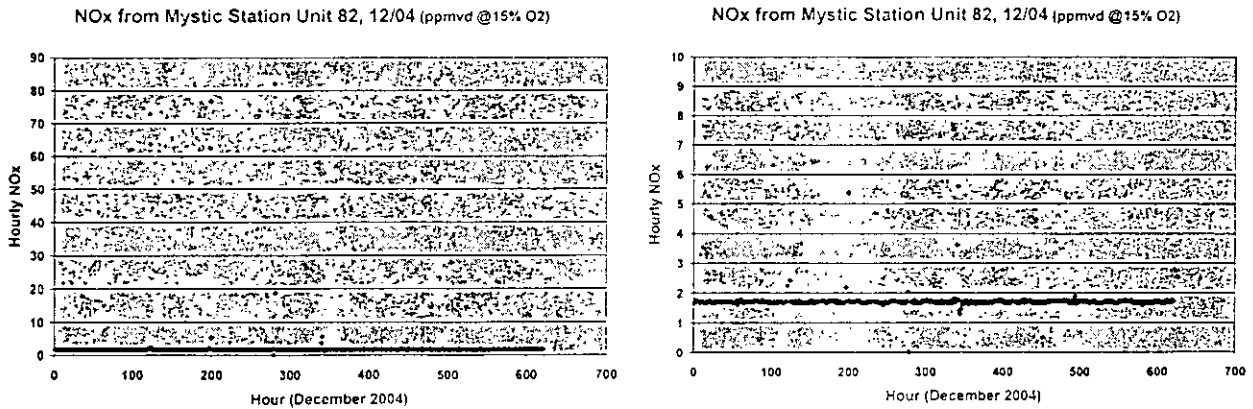 NOx from Mystic Station Unit 82, 12/04 (ppmvd @15% O2)
90
80
70
60
50
40
30
20
10
0
Hourly NOx
0 100 200 300 400 500 600 700
Hour (December 2004)
NOx from Mystic Station Unit 82, 12/04 (ppmvd @15% O2)
10
9
8
7
6
5
4
3
2
1
0
Hourly NOx
0 100 200 300 400 500 600 700
Hour (December 2004)